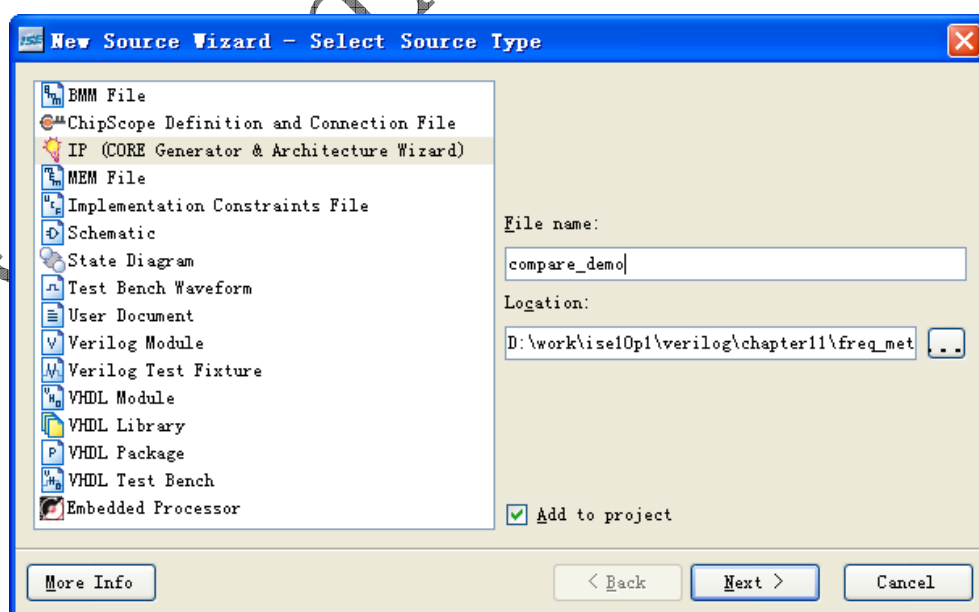 New Source Wizard - Select Source Type
BMM File
ChipScope Definition and Connection File
IP (CORE Generator & Architecture Wizard)
MEM File
Implementation Constraints File
Schematic
State Diagram
Test Bench Waveform
User Document
Verilog Module
Verilog Test Fixture
VHDL Module
VHDL Library
VHDL Package
VHDL Test Bench
Embedded Processor
File name:
compare_demo
Location:
D:\work\ise10p1\verilog\chapter11\freq_met
...
Add to project
More Info
< Back
Next >
Cancel